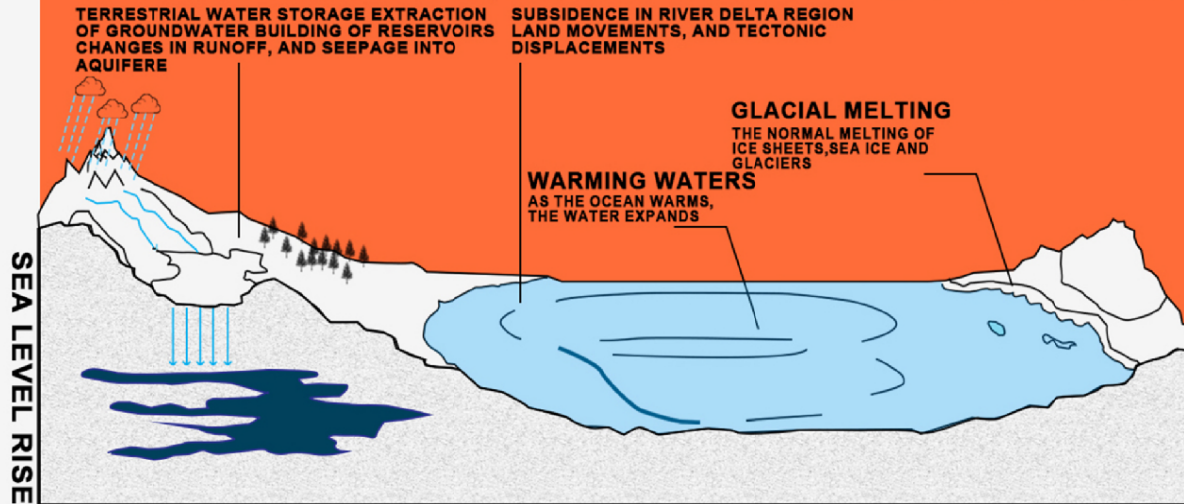 TERRESTRIAL WATER STORAGE EXTRACTION
OF GROUNDWATER BUILDING OF RESERVOIRS
CHANGES IN RUNOFF, AND SEEPAGE INTO
AQUIFERE
SUBSIDENCE IN RIVER DELTA REGION
LAND MOVEMENTS, AND TECTONIC
DISPLACEMENTS
GLACIAL MELTING
THE NORMAL MELTING OF
ICE SHEETS,SEA ICE AND
GLACIERS
WARMING WATERS
AS THE OCEAN WARMS,
THE WATER EXPANDS
SEA LEVEL RISE